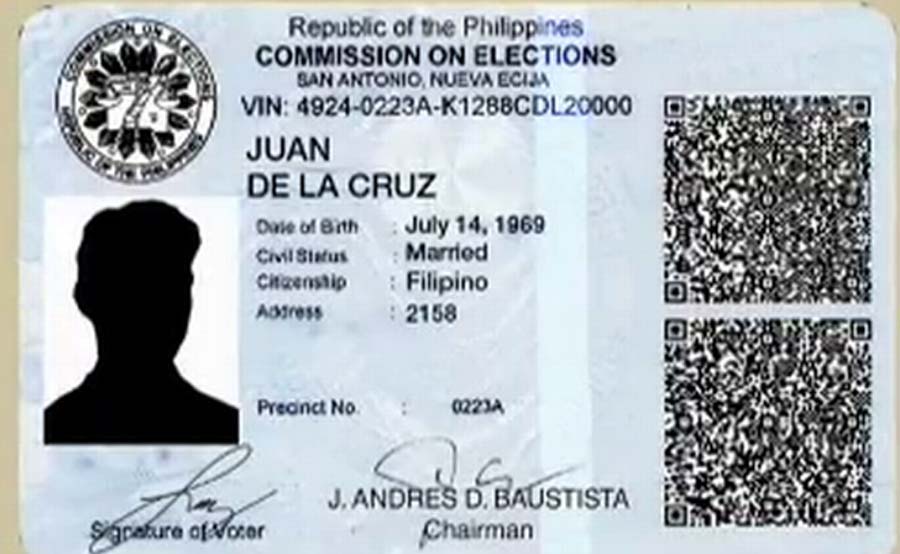 COMMISSION ON ELECTIONS
REPUBLIC OF THE PHILIPPINES
Republic of the Philippines
COMMISSION ON ELECTIONS
SAN ANTONIO, NUEVA ECIJA
VIN: 4924-0223A-K1288CDL20000
JUAN
DE LA CRUZ
Date of Birth : July 14, 1969
Civil Status : Married
Citizenship : Filipino
Address : 2158
Precinct No. : 0223A
J. ANDRES D. BAUSTISTA
Signature of Voter
Chairman